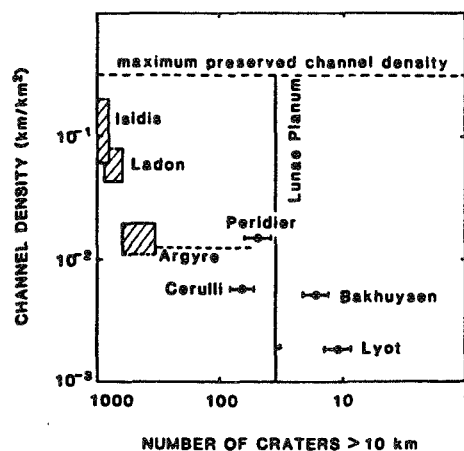 maximum preserved channel density
CHANNEL DENSITY (km/km²)
Lunae Planum
10⁻¹
Isidis
Ladon
Peridier
Argyre
10⁻²
Cerulli
Bakhuysen
Lyot
10⁻³
1000 100 10
NUMBER OF CRATERS > 10 km